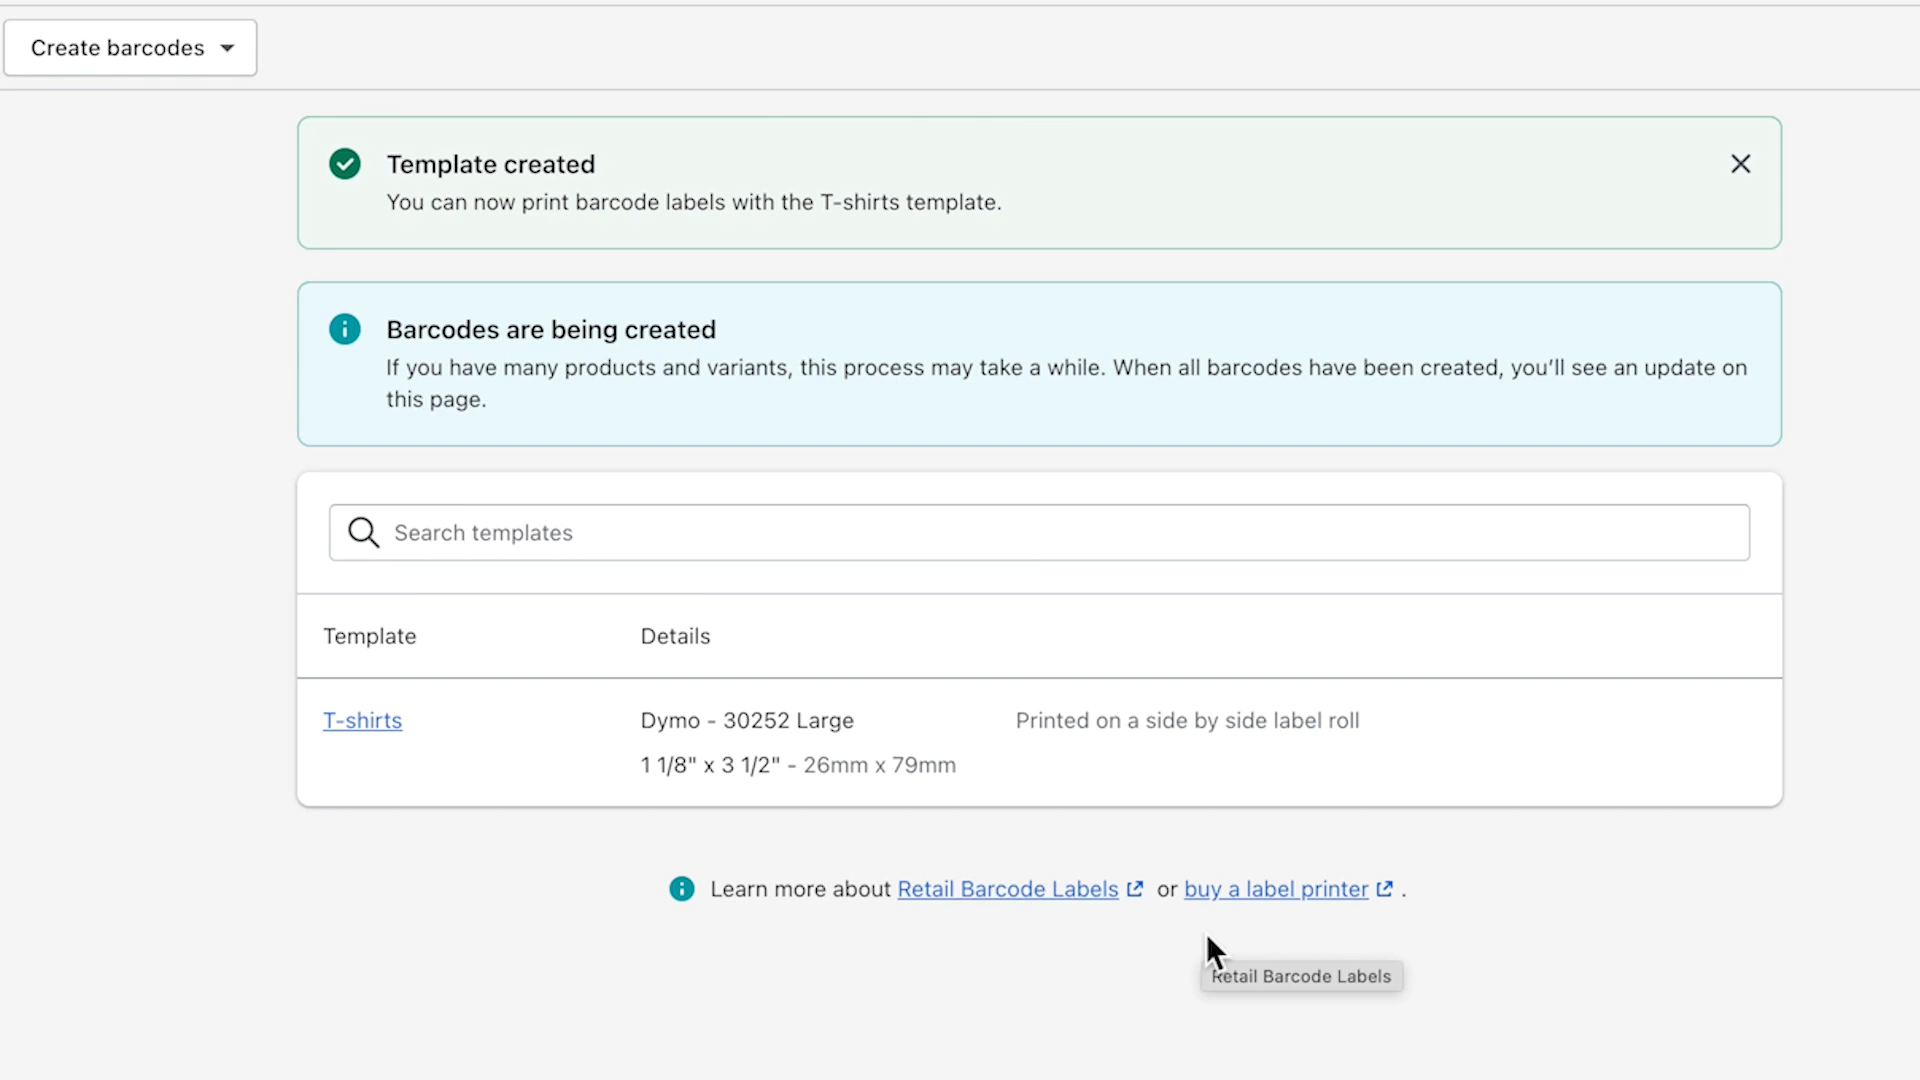 Create barcodes
Template created
You can now print barcode labels with the T-shirts template.
Barcodes are being created
If you have many products and variants, this process may take a while. When all barcodes have been created, you’ll see an update on
this page.
Search templates
Template Details
T-shirts Dymo - 30252 Large Printed on a side by side label roll
1 1/8" x 3 1/2" - 26mm x 79mm
Learn more about Retail Barcode Labels or buy a label printer .
Retail Barcode Labels